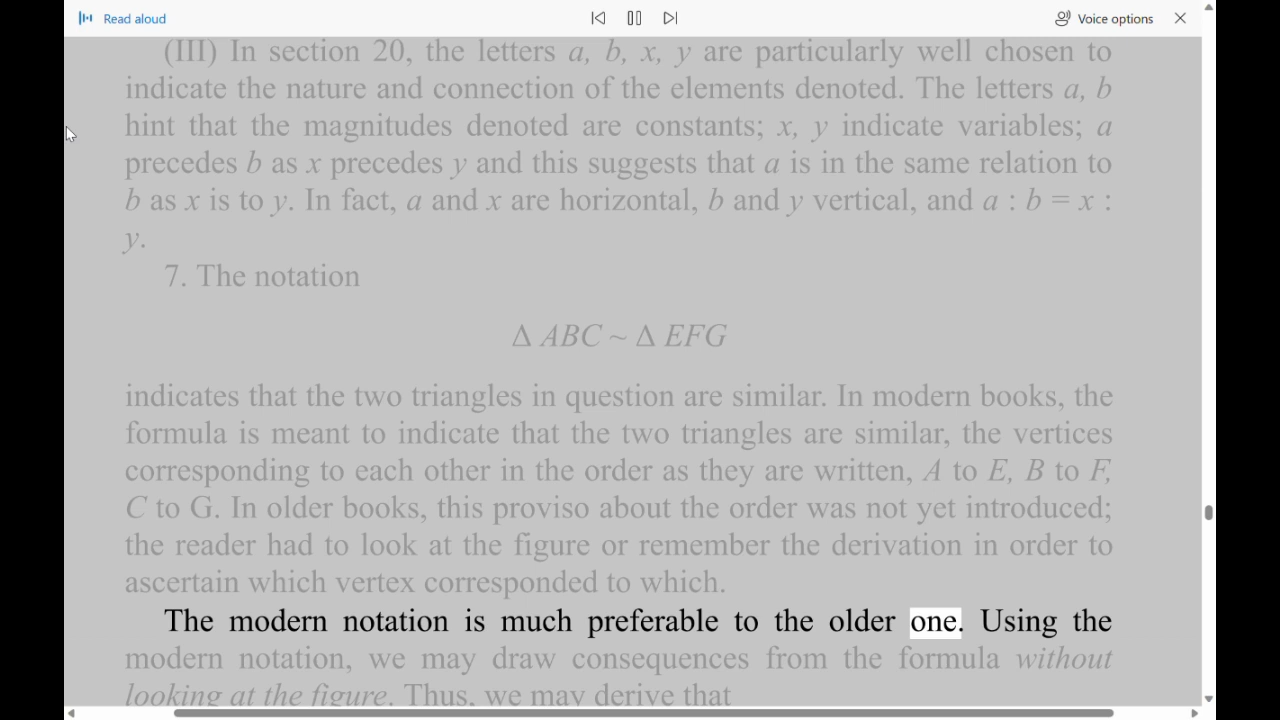 Read aloud
Voice options
(III) In section 20, the letters a, b, x, y are particularly well chosen to
indicate the nature and connection of the elements denoted. The letters a, b
hint that the magnitudes denoted are constants; x, y indicate variables; a
precedes b as x precedes y and this suggests that a is in the same relation to
b as x is to y. In fact, a and x are horizontal, b and y vertical, and a : b = x :
y.
7. The notation
Δ ABC ~ Δ EFG
indicates that the two triangles in question are similar. In modern books, the
formula is meant to indicate that the two triangles are similar, the vertices
corresponding to each other in the order as they are written, A to E, B to F,
C to G. In older books, this proviso about the order was not yet introduced;
the reader had to look at the figure or remember the derivation in order to
ascertain which vertex corresponded to which.
The modern notation is much preferable to the older one. Using the
modern notation, we may draw consequences from the formula without
looking at the figure. Thus, we may derive that